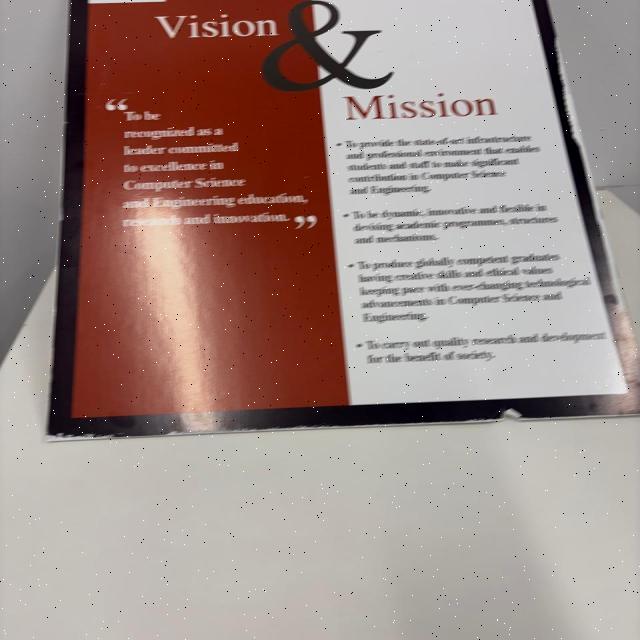 Vision
&
Mission
“To be
recognized as a
leader committed
to excellence in
Computer Science
and Engineering education,
research and innovation.”
• To provide the state-of-art infrastructure
and professional environment that enables
students and staff to make significant
contribution in Computer Science
and Engineering.
• To be dynamic, innovative and flexible in
devising academic programmes, structures
and mechanisms.
• To produce globally competent graduates
having creative skills and ethical values
keeping pace with ever-changing technological
advancements in Computer Science and
Engineering.
• To carry out quality research and development
for the benefit of society.